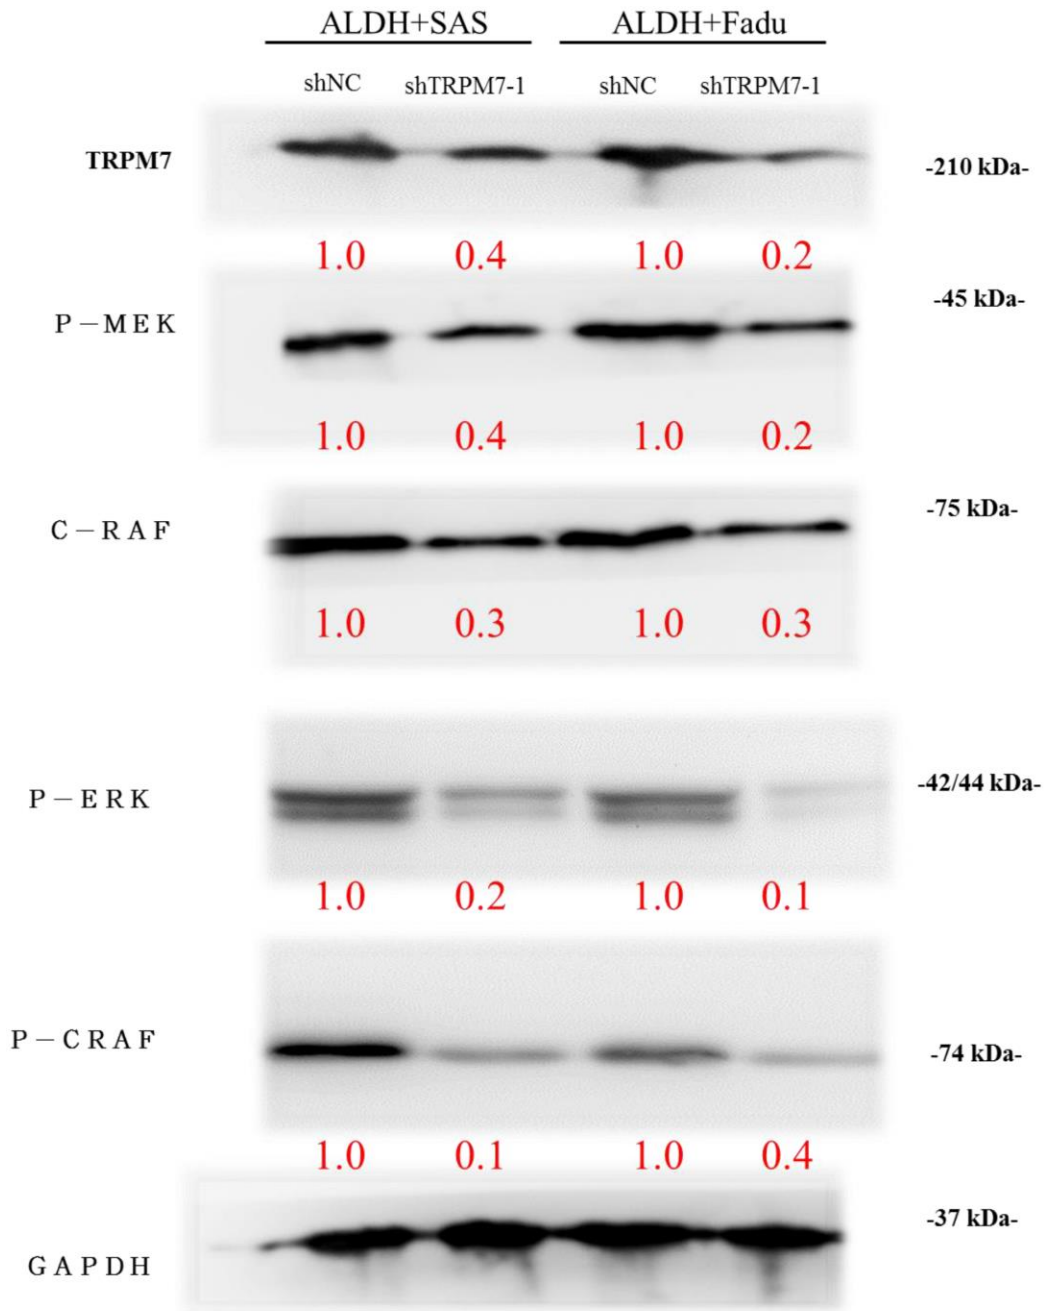 ALDH+SAS ALDH+Fadu
shNC shTRPM7-1 shNC shTRPM7-1
TRPM7 -210 kDa-
1.0 0.4 1.0 0.2
P-MEK -45 kDa-
1.0 0.4 1.0 0.2
C-RAF -75 kDa-
1.0 0.3 1.0 0.3
P-ERK -42/44 kDa-
1.0 0.2 1.0 0.1
P-CRAF -74 kDa-
1.0 0.1 1.0 0.4
GAPDH -37 kDa-